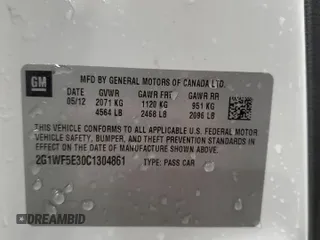 GM
MFD BY GENERAL MOTORS OF CANADA LTD.
DATE GVWR GAWR FRT GAWR RR
05/12 2071 KG 1120 KG 951 KG
4564 LB 2468 LB 2096 LB
THIS VEHICLE CONFORMS TO ALL APPLICABLE U.S. FEDERAL MOTOR
VEHICLE SAFETY, BUMPER, AND THEFT PREVENTION STANDARDS
IN EFFECT ON THE DATE OF MANUFACTURE SHOWN ABOVE.
2G1WF5E30C1304861 TYPE: PASS CAR
DREAMBID